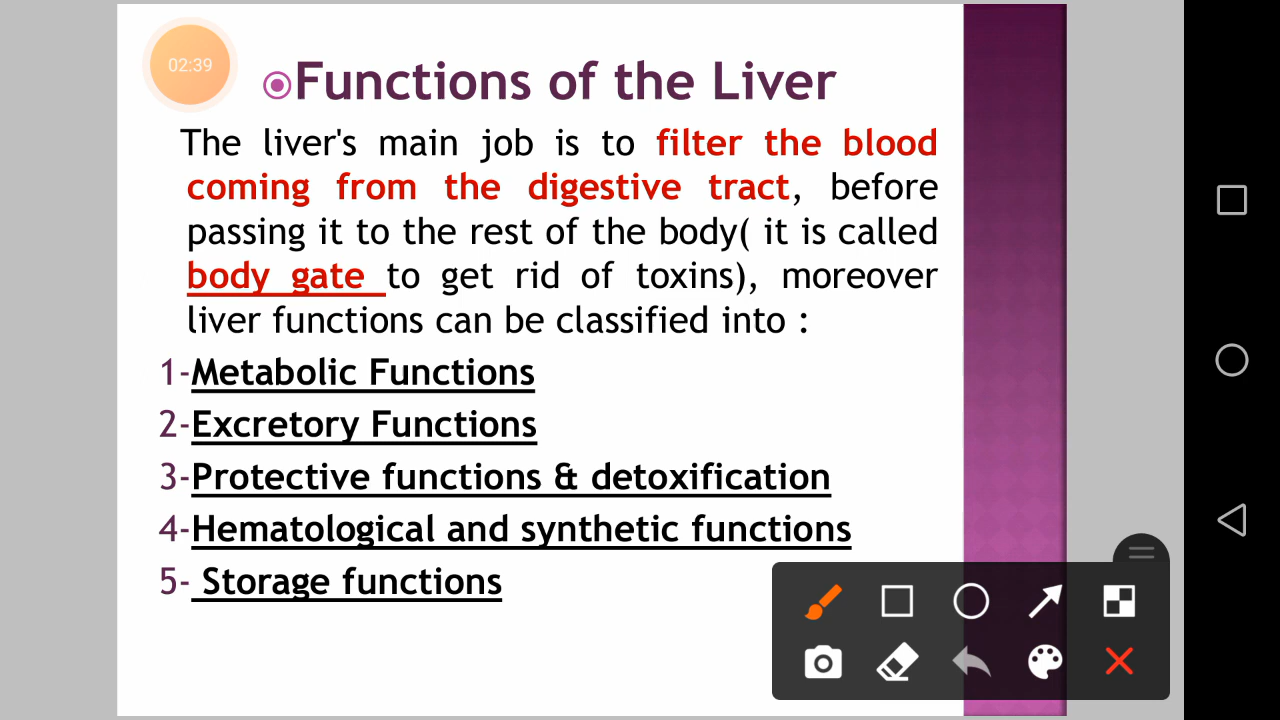 02:39
Functions of the Liver
The liver's main job is to filter the blood
coming from the digestive tract, before
passing it to the rest of the body( it is called
body gate to get rid of toxins), moreover
liver functions can be classified into :
1-Metabolic Functions
2-Excretory Functions
3-Protective functions & detoxification
4-Hematological and synthetic functions
5- Storage functions